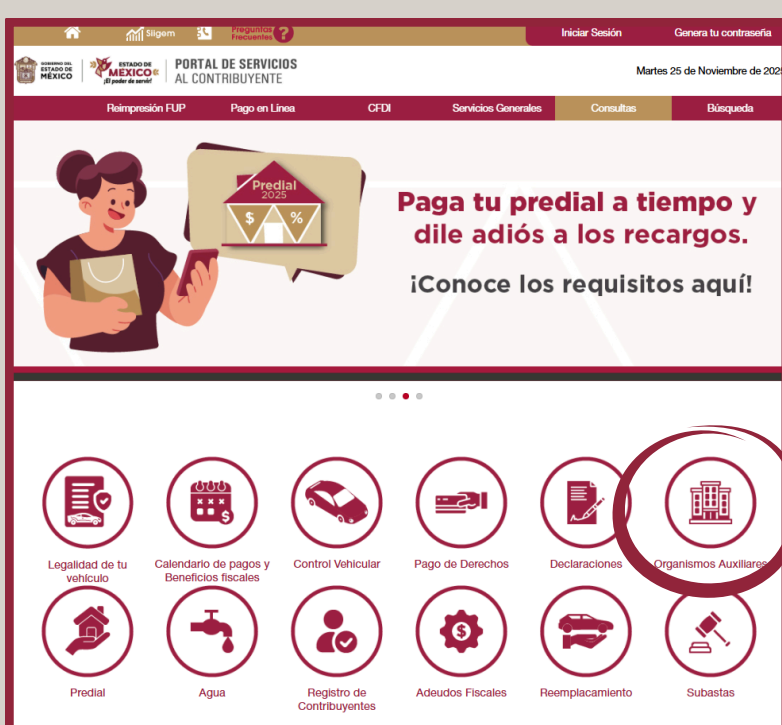 Siigem
Preguntas
Frecuentes ?
Iniciar Sesión
Genera tu contraseña
GOBIERNO DEL
ESTADO DE
MÉXICO
ESTADO DE
MÉXICO
¡El poder de servir!
PORTAL DE SERVICIOS
AL CONTRIBUYENTE
Martes 25 de Noviembre de 2025
Reimpresión FUP
Pago en Línea
CFDI
Servicios Generales
Consultas
Búsqueda
Predial
2025
$ %
Paga tu predial a tiempo y
dile adiós a los recargos.
¡Conoce los requisitos aquí!
Legalidad de tu
vehículo
Calendario de pagos y
Beneficios fiscales
Control Vehicular
Pago de Derechos
Declaraciones
Organismos Auxiliares
Predial
Agua
Registro de
Contribuyentes
Adeudos Fiscales
Reemplacamiento
Subastas